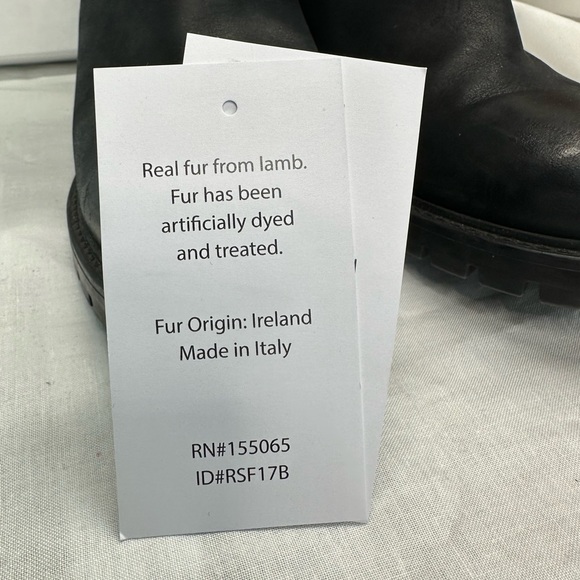 Real fur from lamb.
Fur has been
artificially dyed
and treated.
Fur Origin: Ireland
Made in Italy
RN#155065
ID#RSF17B